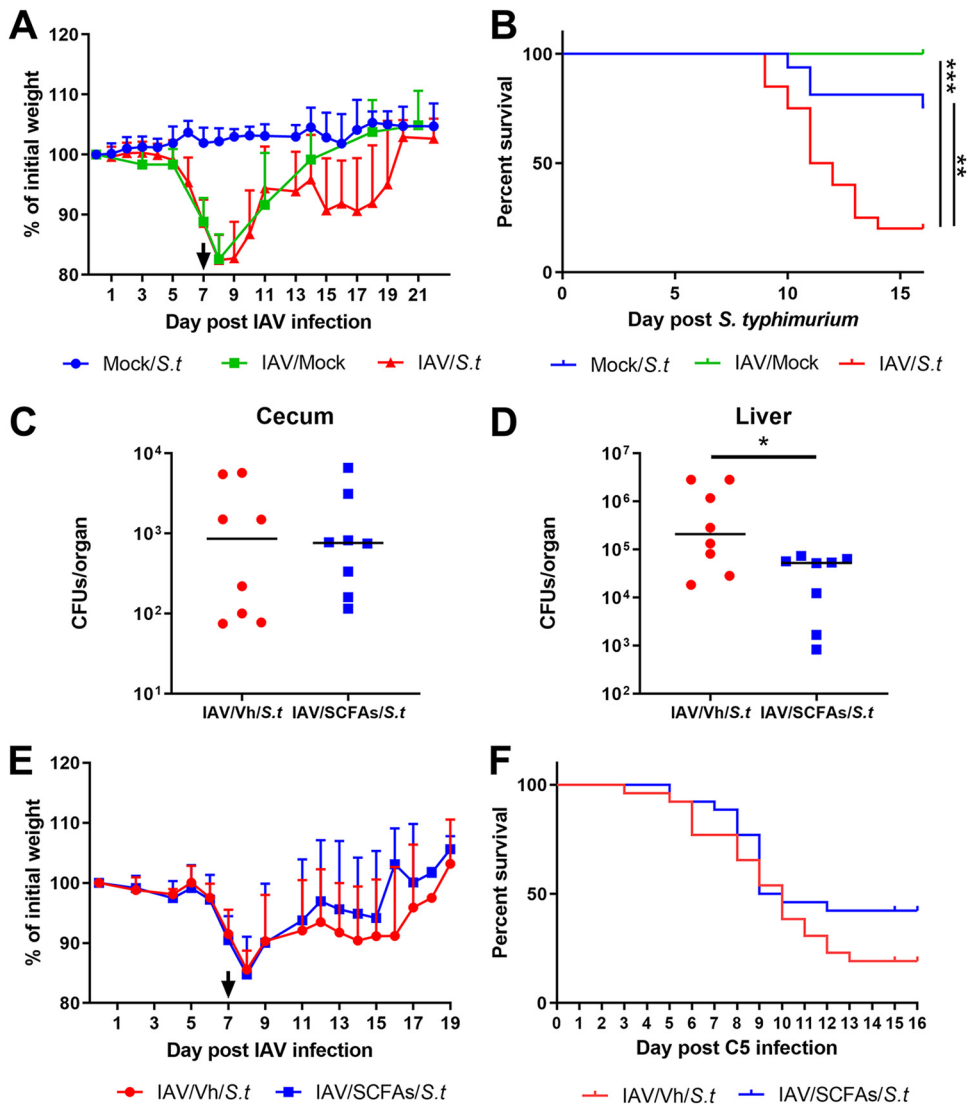 A
% of initial weight
120
110
100
90
80
1 3 5 7 9 11 13 15 17 19 21
Day post IAV infection
Mock/S.t IAV/Mock IAV/S.t
B
Percent survival
100
50
0
0 5 10 15
Day post S. typhimurium
***
**
Mock/S.t IAV/Mock IAV/S.t
C
Cecum
CFUs/organ
10⁴
10³
10²
10¹
IAV/Vh/S.t IAV/SCFAs/S.t
D
Liver
*
CFUs/organ
10⁷
10⁶
10⁵
10⁴
10³
10²
IAV/Vh/S.t IAV/SCFAs/S.t
E
% of initial weight
120
110
100
90
80
1 3 5 7 9 11 13 15 17 19
Day post IAV infection
IAV/Vh/S.t IAV/SCFAs/S.t
F
Percent survival
100
50
0
0 1 2 3 4 5 6 7 8 9 10 11 12 13 14 15 16
Day post C5 infection
IAV/Vh/S.t IAV/SCFAs/S.t